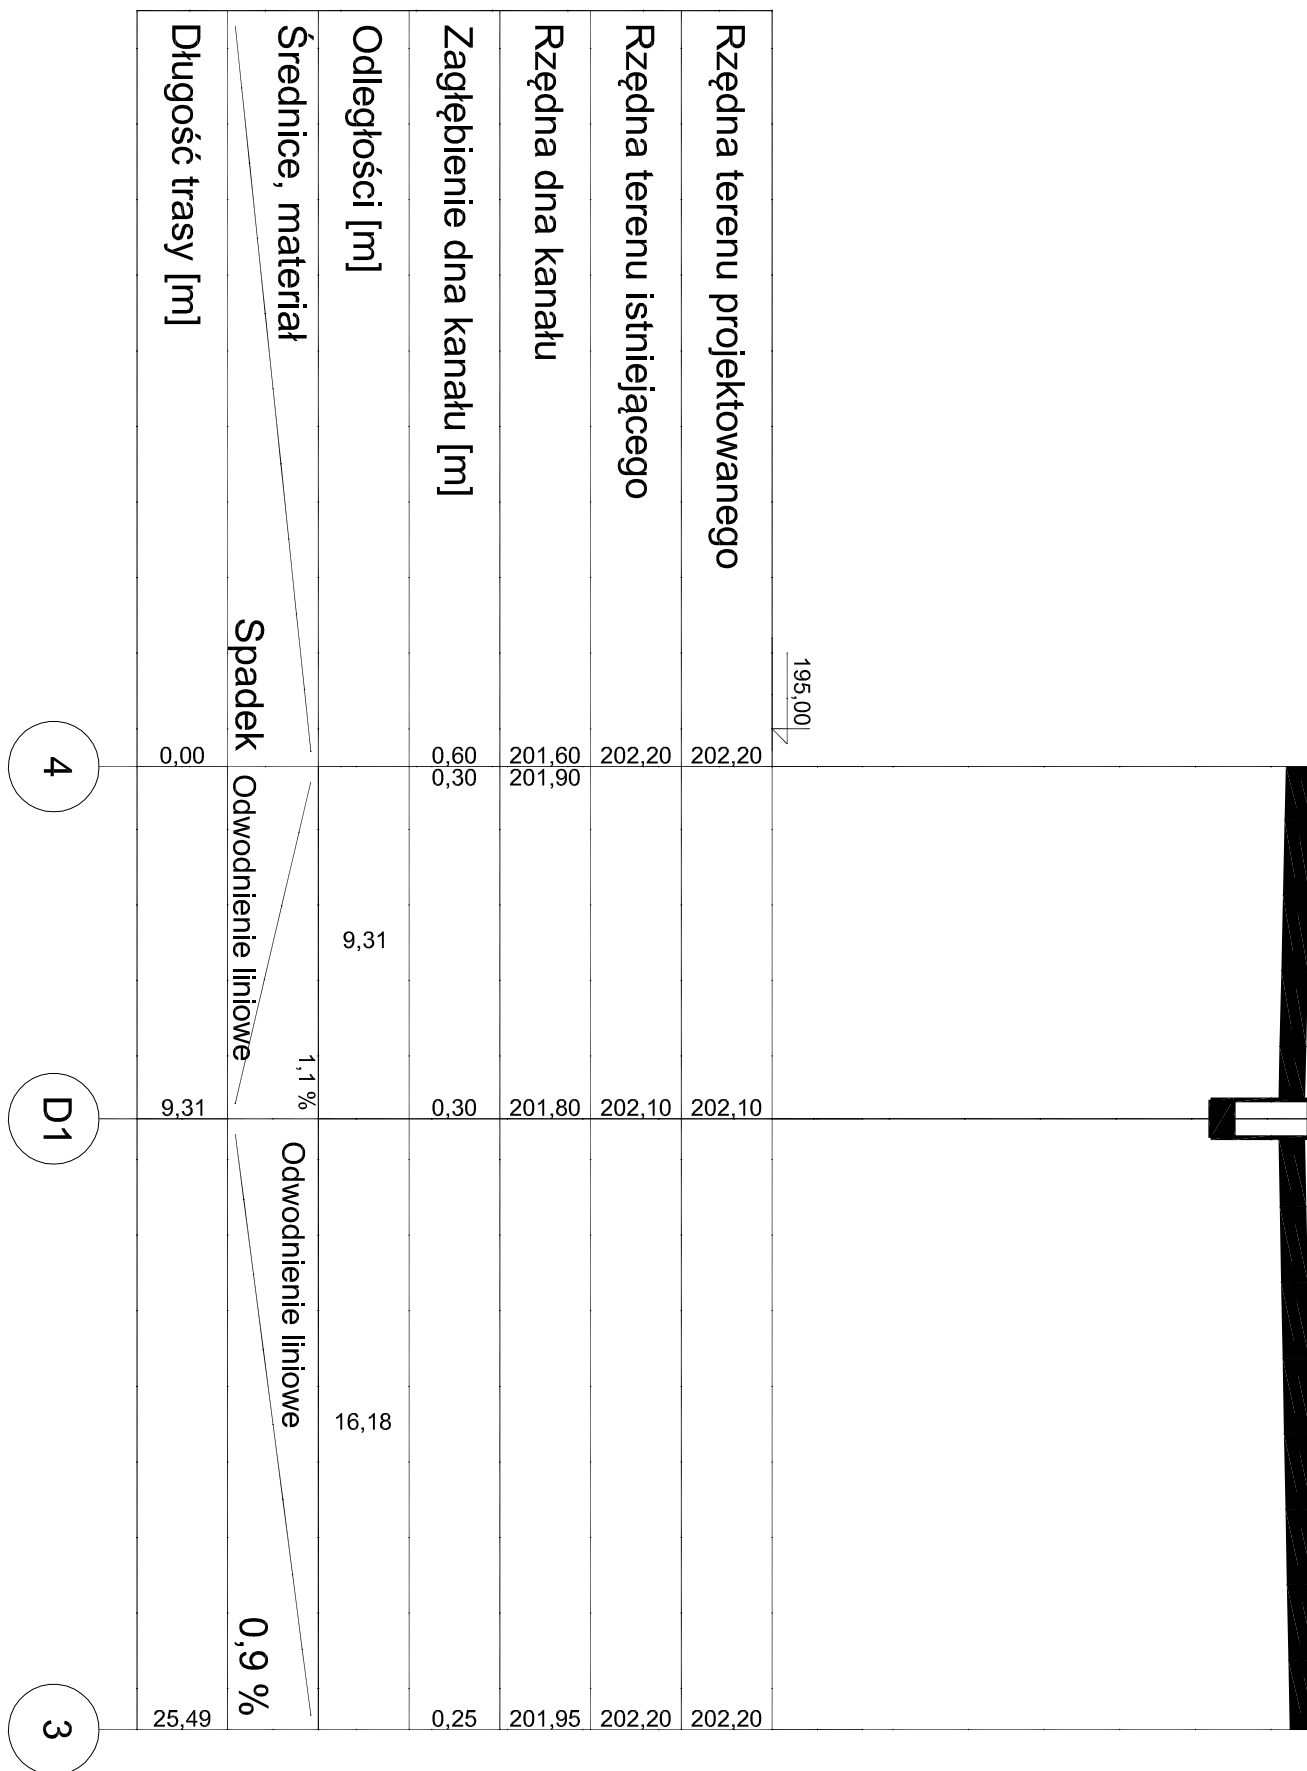 195,00
Rzędna terenu projektowanego
202,20
202,10
202,20
Rzędna terenu istniejącego
202,20
202,10
202,20
Rzędna dna kanału
201,60
201,90
201,80
201,95
Zagłębienie dna kanału [m]
0,60
0,30
0,30
0,25
Odległości [m]
9,31
16,18
Średnice, materiał
Spadek
Odwodnienie liniowe
1,1 %
Odwodnienie liniowe
0,9 %
Długość trasy [m]
0,00
9,31
25,49
4
D1
3